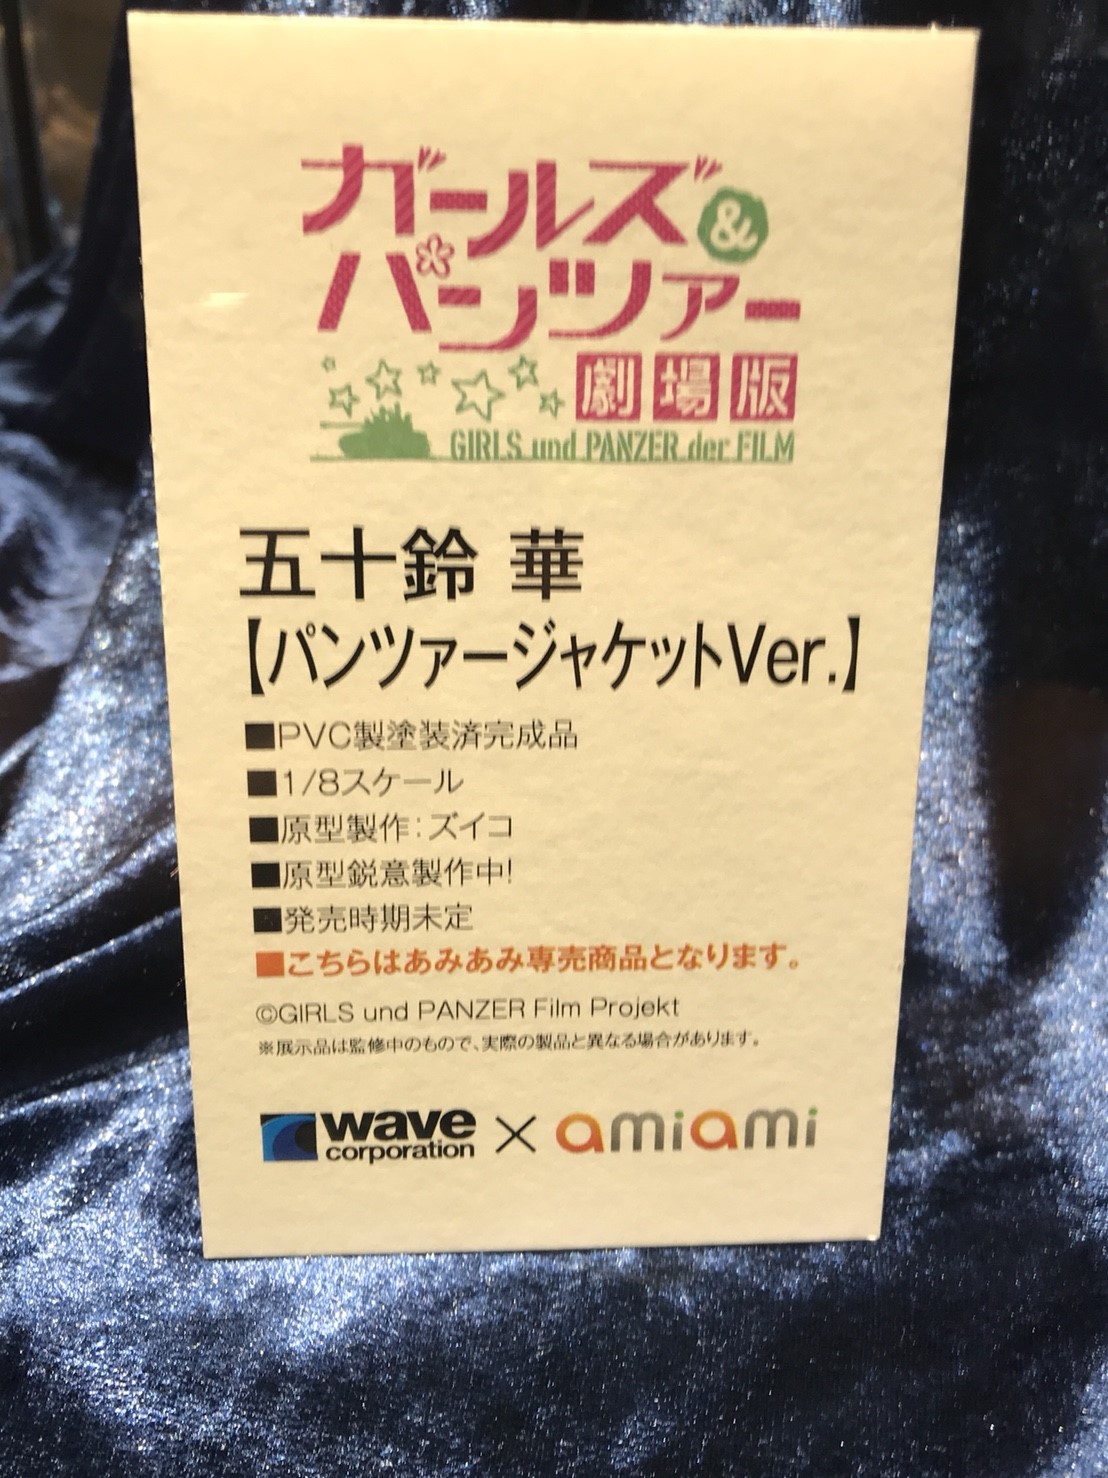 ガールズ&
パンツァー
劇場版
GIRLS und PANZER der FILM
五十鈴 華
【パンツァージャケットVer.】
■PVC製塗装済完成品
■1/8スケール
■原型製作：ズイコ
■原型鋭意製作中！
■発売時期未定
■こちらはあみあみ専売商品となります。
©GIRLS und PANZER Film Projekt
※展示品は監修中のもので、実際の製品と異なる場合があります。
wave corporation × amiami